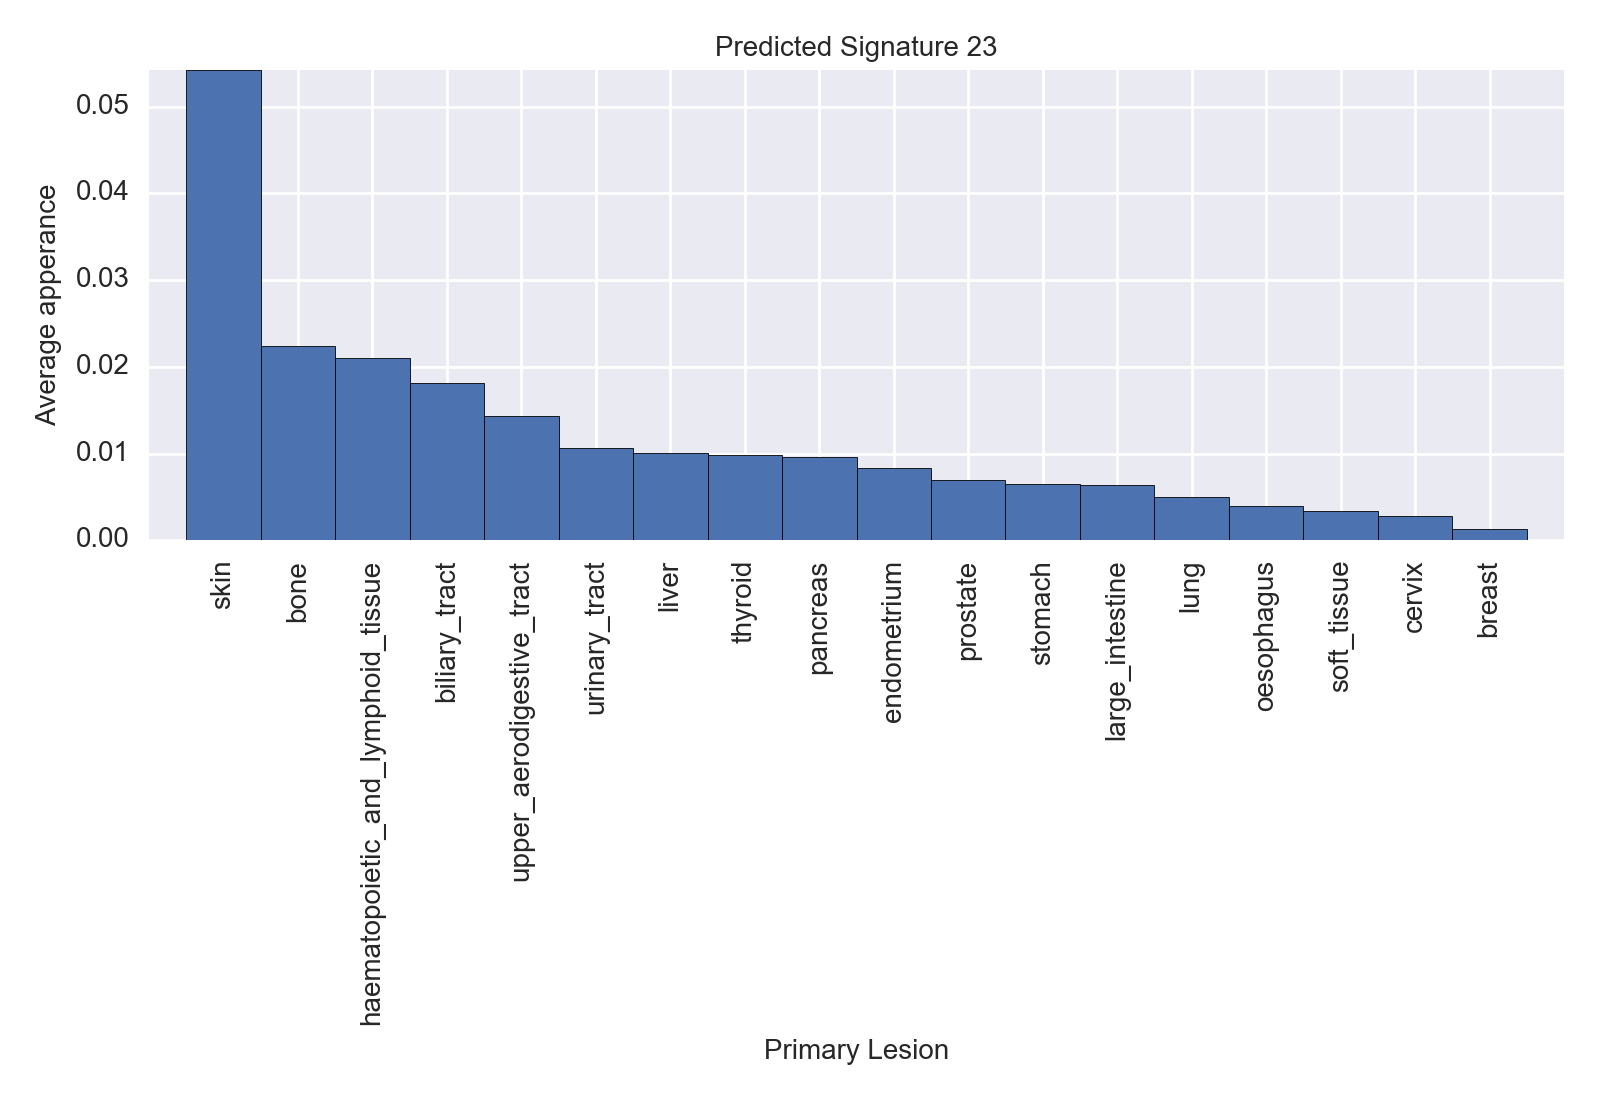 Predicted Signature 23
Average apperance
0.05
0.04
0.03
0.02
0.01
0.00
skin
bone
haematopoietic_and_lymphoid_tissue
biliary_tract
upper_aerodigestive_tract
urinary_tract
liver
thyroid
pancreas
endometrium
prostate
stomach
large_intestine
lung
oesophagus
soft_tissue
cervix
breast
Primary Lesion